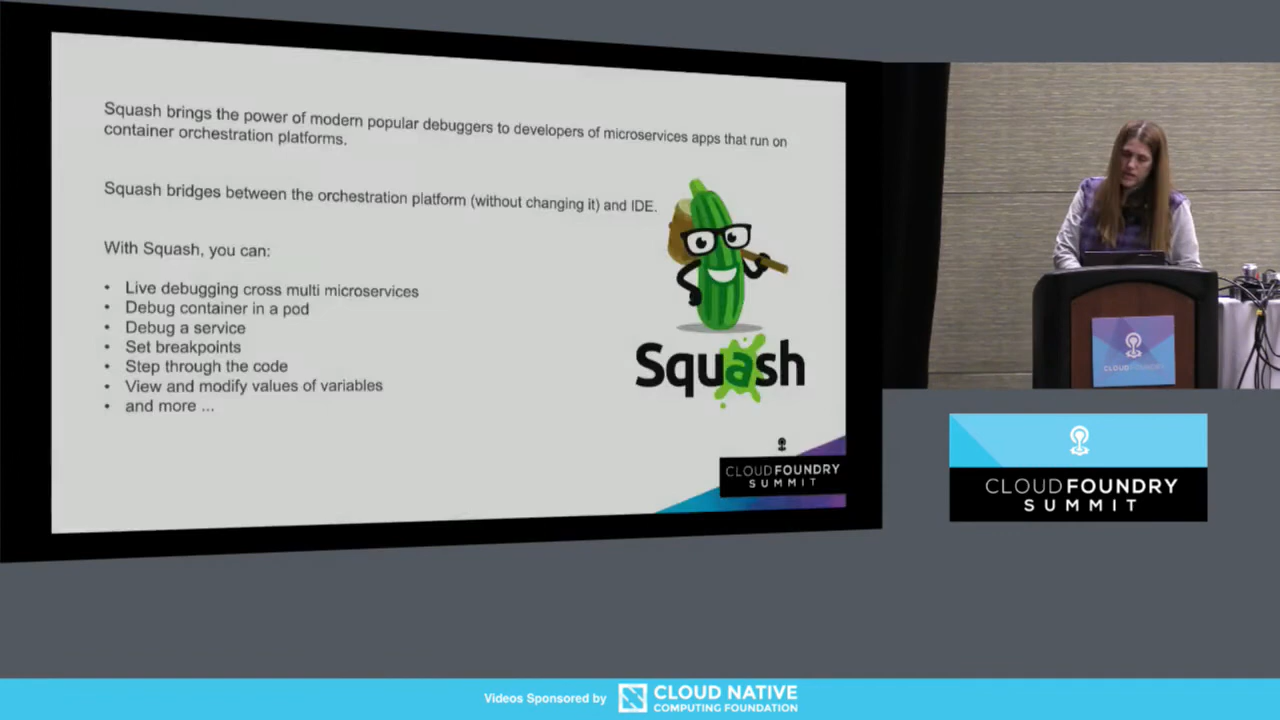 Squash brings the power of modern popular debuggers to developers of microservices apps that run on
container orchestration platforms.
Squash bridges between the orchestration platform (without changing it) and IDE.
With Squash, you can:
• Live debugging cross multi microservices
• Debug container in a pod
• Debug a service
• Set breakpoints
• Step through the code
• View and modify values of variables
• and more ...
Squash
CLOUDFOUNDRY
SUMMIT
CLOUDFOUNDRY
CLOUDFOUNDRY
SUMMIT
Videos Sponsored by
CLOUD NATIVE
COMPUTING FOUNDATION